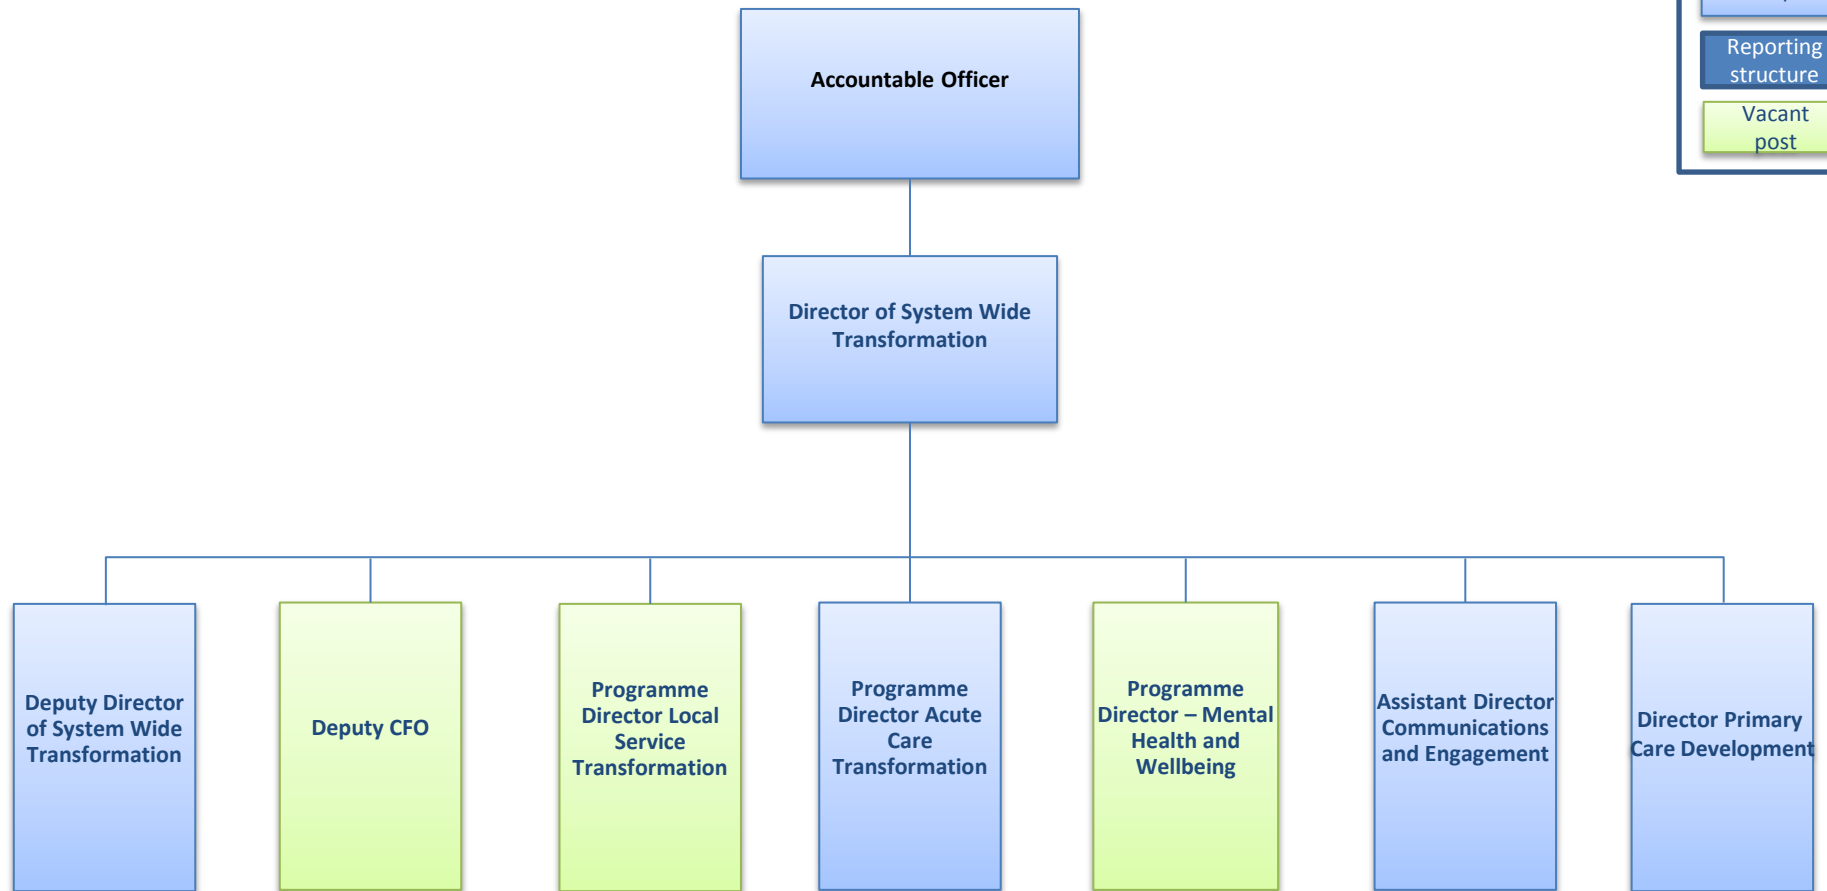 Accountable Officer
Reporting
structure
Vacant
post
Director of System Wide
Transformation
Deputy Director
of System Wide
Transformation
Deputy CFO
Programme
Director Local
Service
Transformation
Programme
Director Acute
Care
Transformation
Programme
Director – Mental
Health and
Wellbeing
Assistant Director
Communications
and Engagement
Director Primary
Care Development